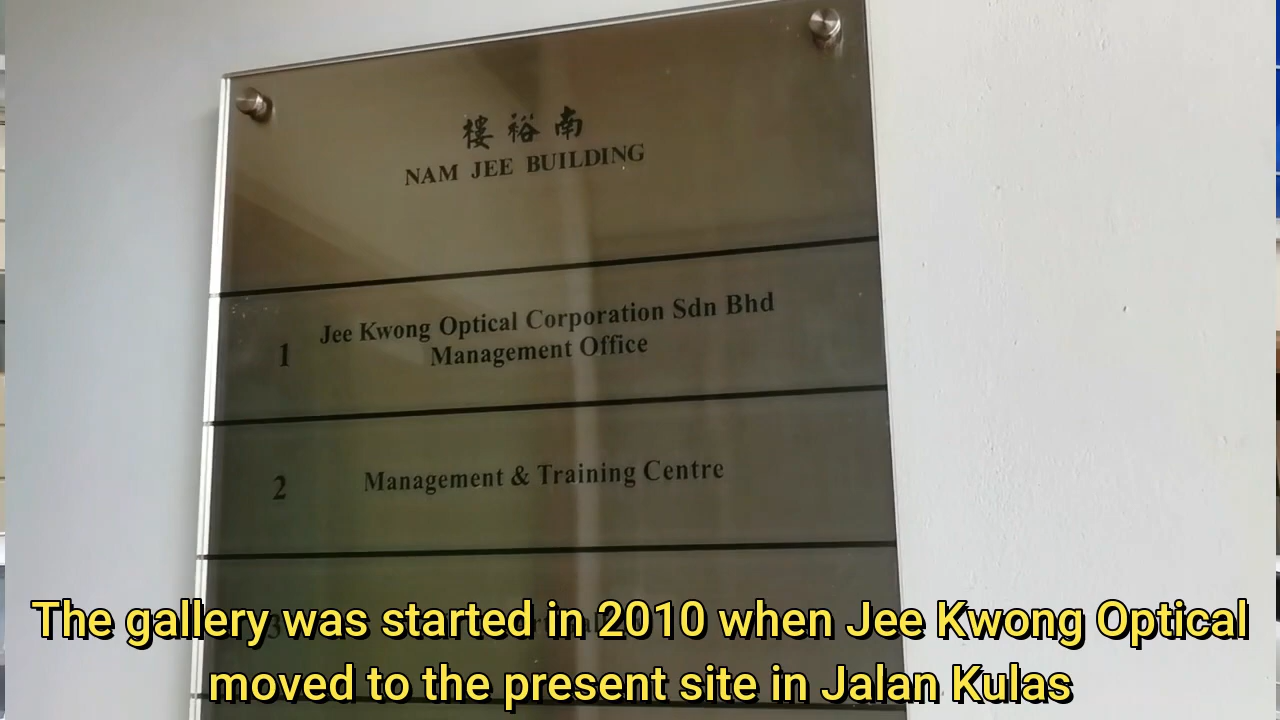 樓裕南
NAM JEE BUILDING
1 Jee Kwong Optical Corporation Sdn Bhd
Management Office
2 Management & Training Centre
3
The gallery was started in 2010 when Jee Kwong Optical
moved to the present site in Jalan Kulas